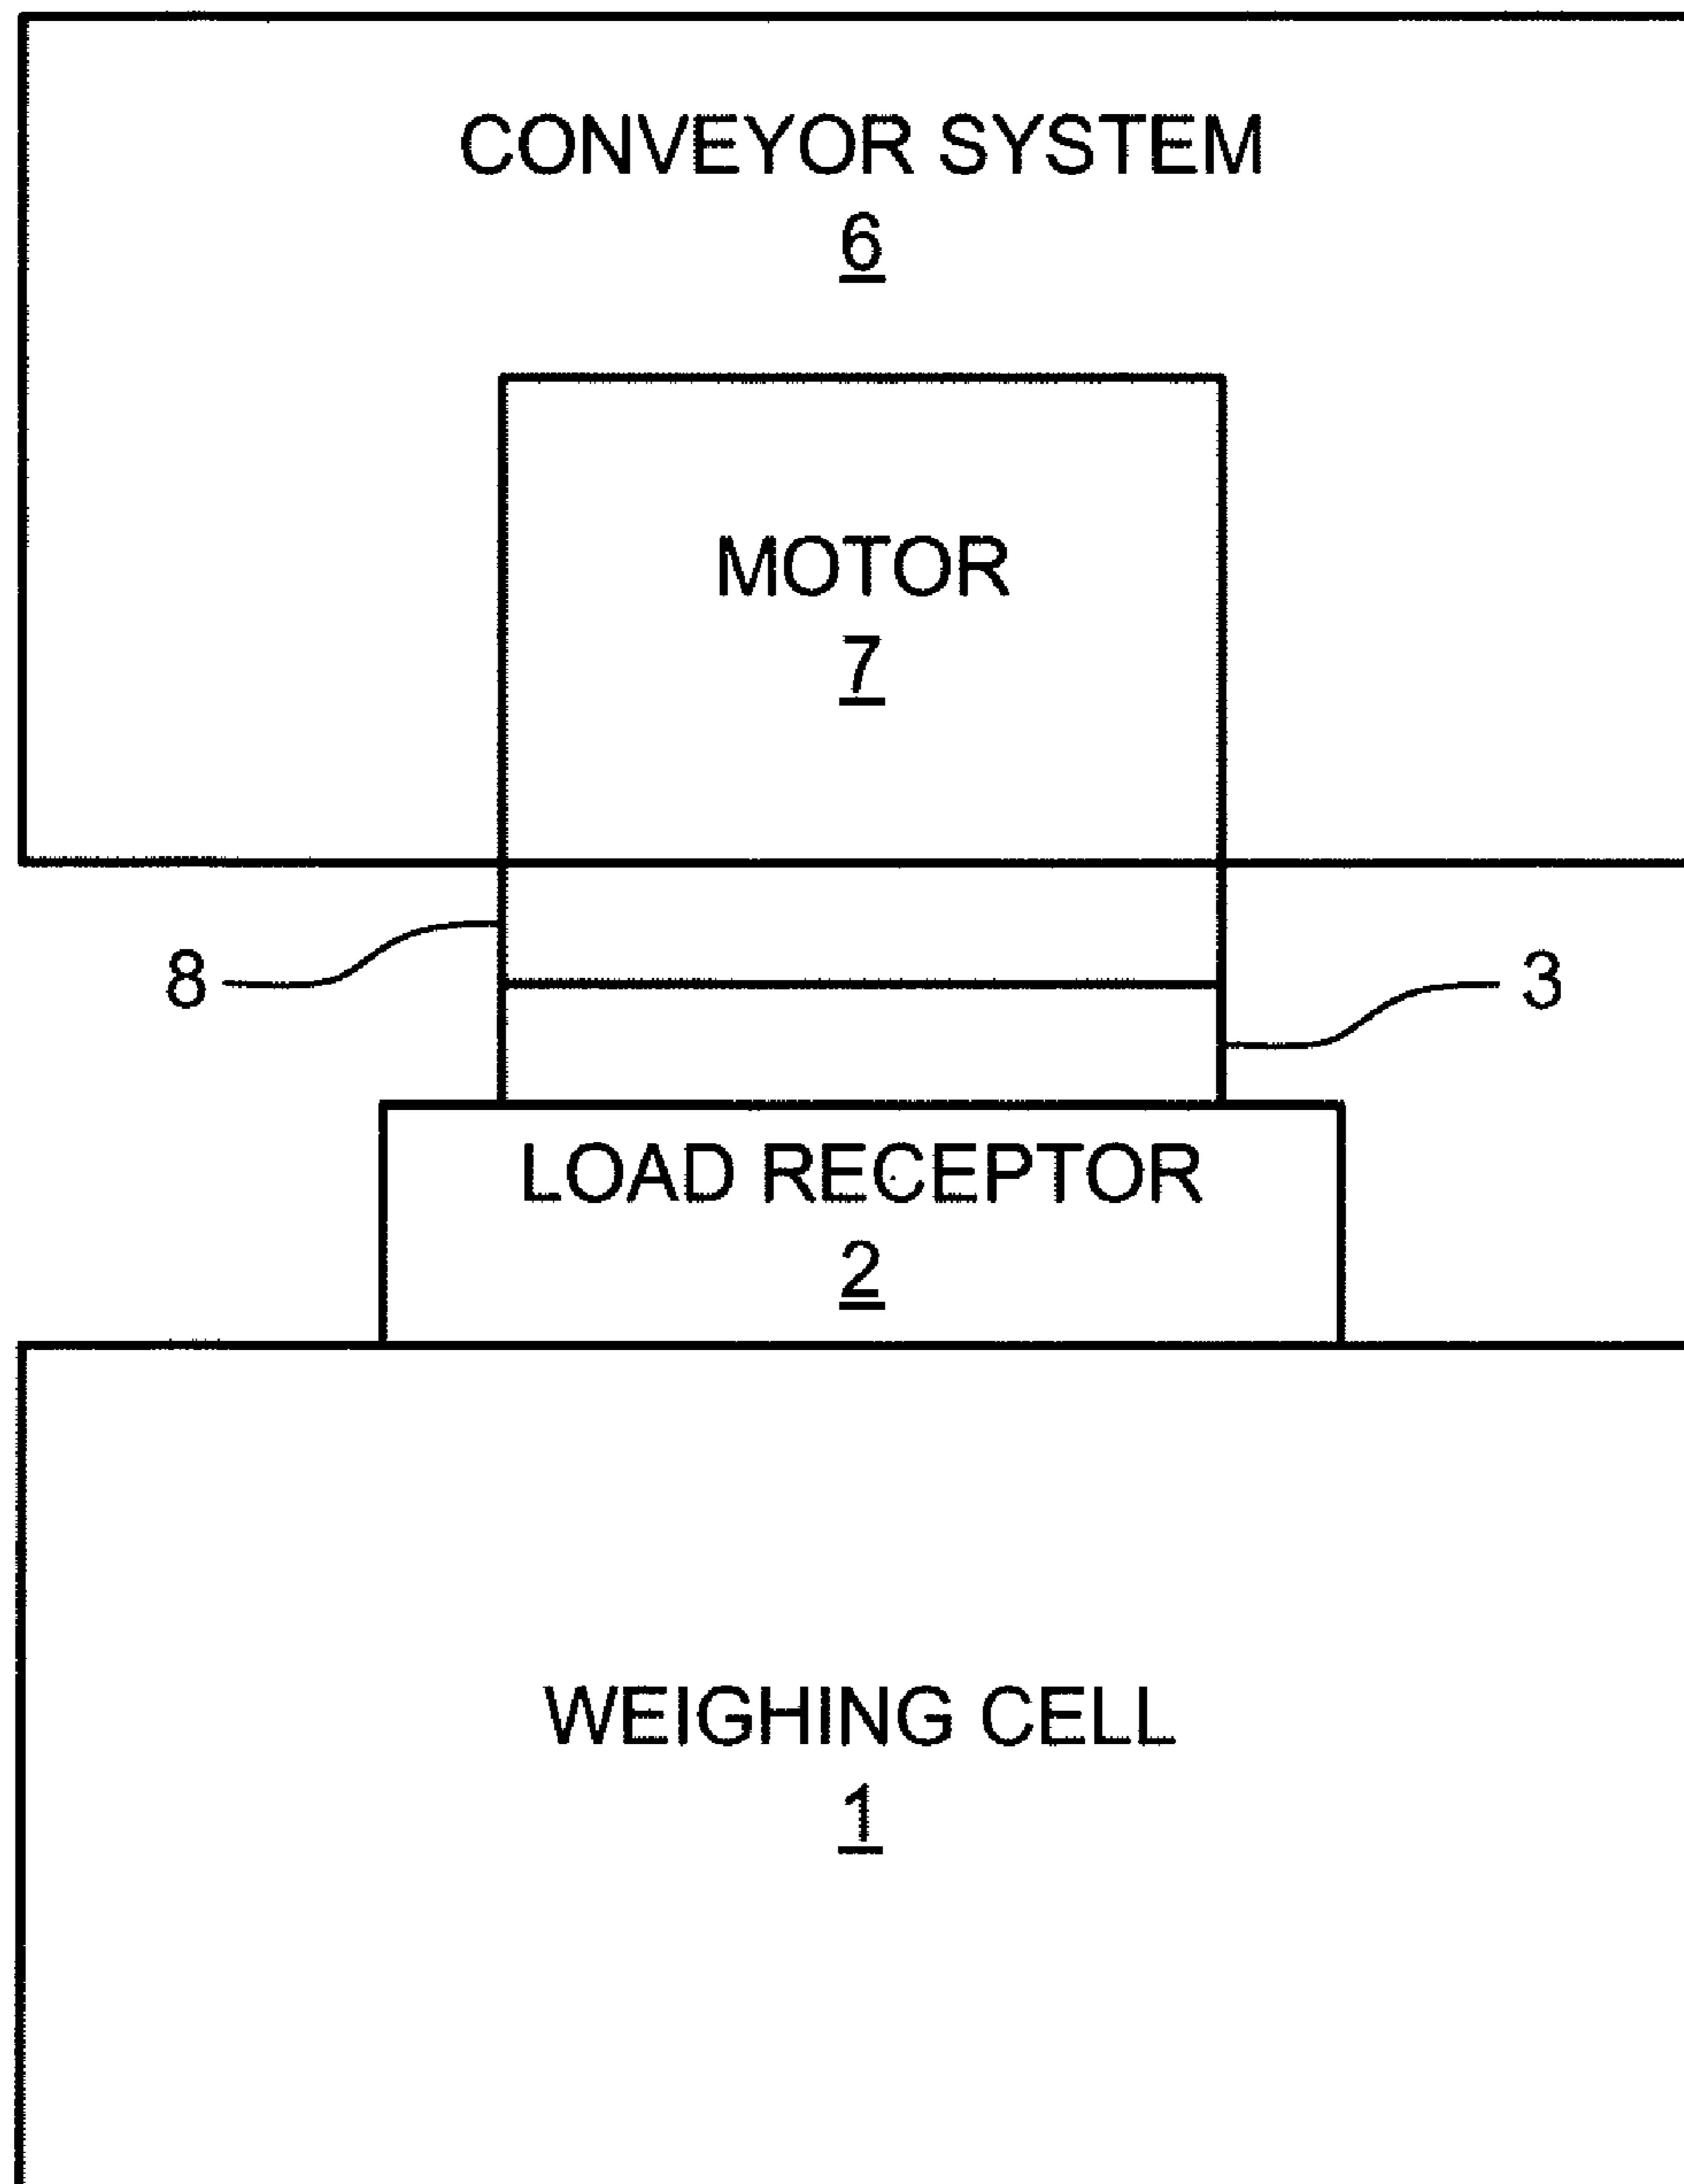 CONVEYOR SYSTEM
6
MOTOR
7
8
3
LOAD RECEPTOR
2
WEIGHING CELL
1